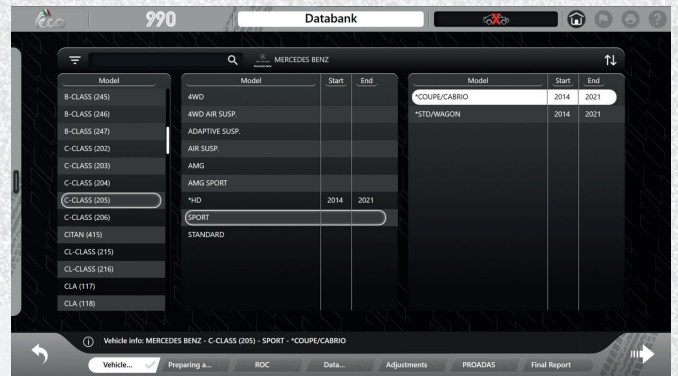 eco 990 Databank
MERCEDES BENZ
Model
B-CLASS (245)
B-CLASS (246)
B-CLASS (247)
C-CLASS (202)
C-CLASS (203)
C-CLASS (204)
C-CLASS (205)
C-CLASS (206)
CITAN (415)
CL-CLASS (215)
CL-CLASS (216)
CLA (117)
CLA (118)
Model Start End
4WD
4WD AIR SUSP.
ADAPTIVE SUSP.
AIR SUSP.
AMG
AMG SPORT
*HD 2014 2021
SPORT
STANDARD
Model Start End
*COUPE/CABRIO 2014 2021
*STD/WAGON 2014 2021
Vehicle info: MERCEDES BENZ - C-CLASS (205) - SPORT - *COUPE/CABRIO
Vehicle... Preparing a... ROC Data... Adjustments PROADAS Final Report